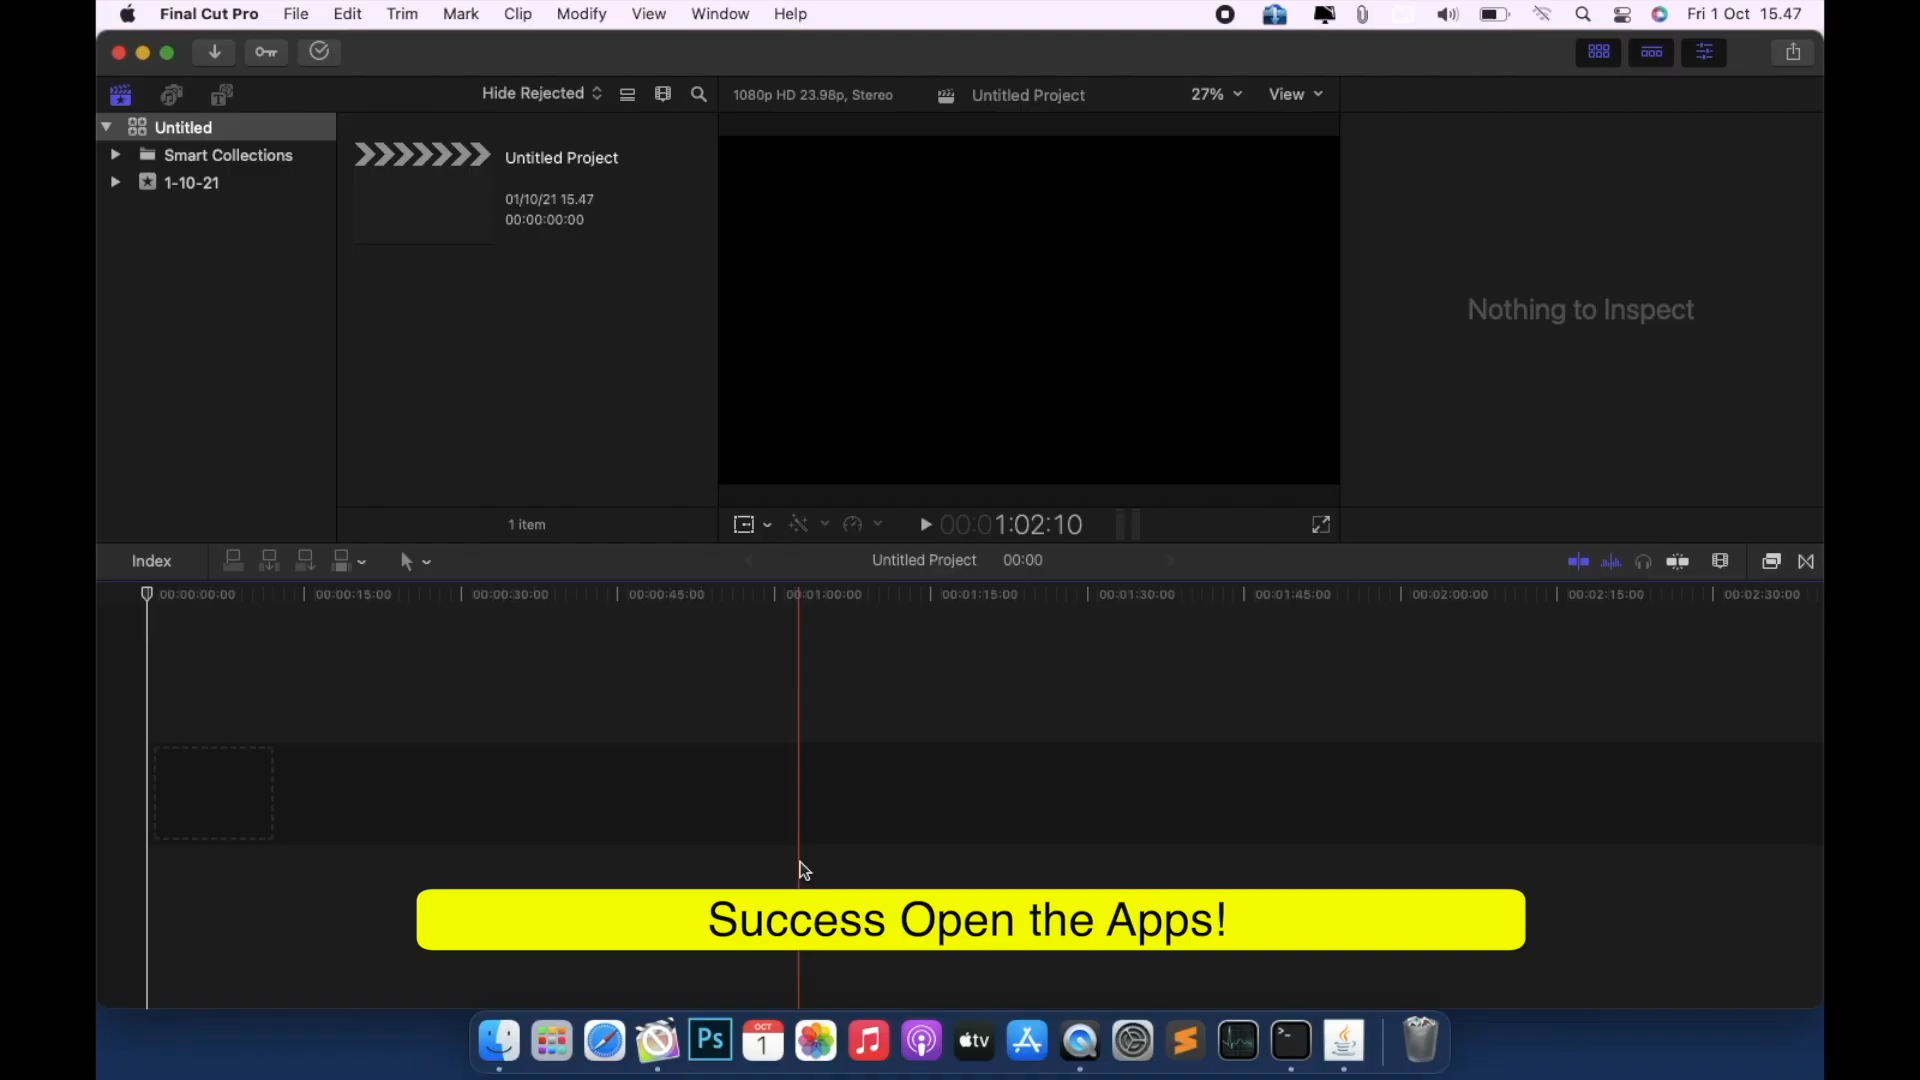 Final Cut Pro File Edit Trim Mark Clip Modify View Window Help Fri 1 Oct 15.47
Hide Rejected
1080p HD 23.98p, Stereo
Untitled Project
27%
View
Untitled
Smart Collections
1-10-21
Untitled Project
01/10/21 15.47
00:00:00:00
Nothing to Inspect
1 item
00:01:02:10
Index
Untitled Project 00:00
00:00:00:00 00:00:15:00 00:00:30:00 00:00:45:00 00:01:00:00 00:01:15:00 00:01:30:00 00:01:45:00 00:02:00:00 00:02:15:00 00:02:30:00
Success Open the Apps!
Ps
OCT
1
tv